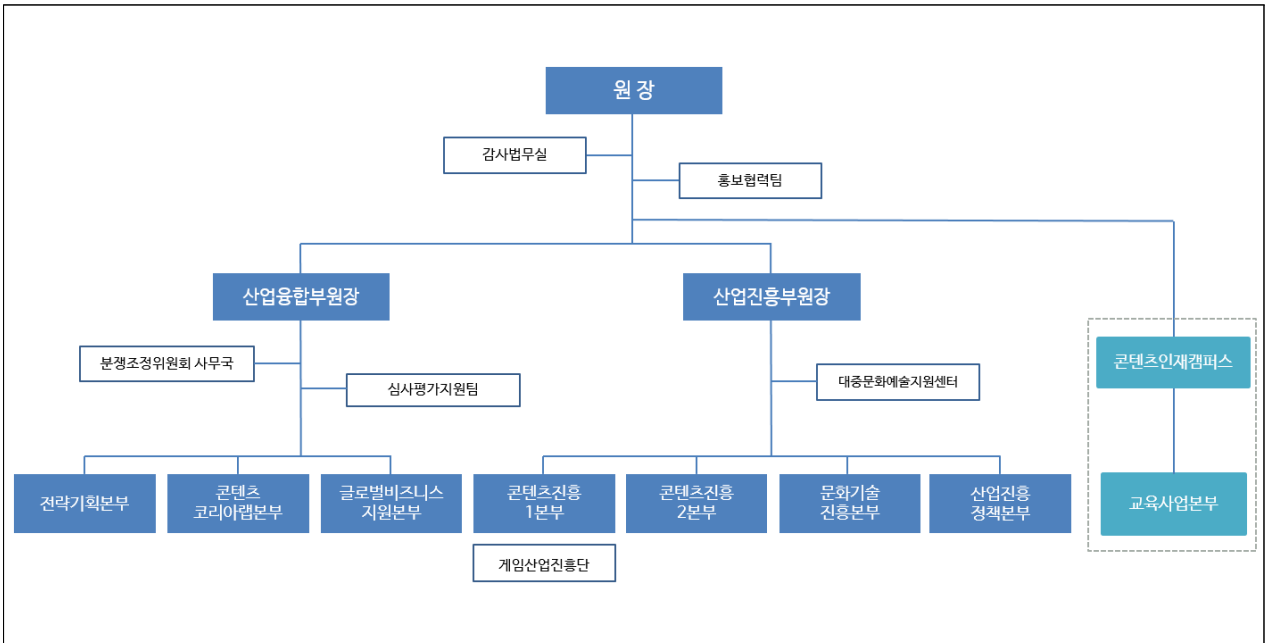 원 장
감사법무실
홍보협력팀
산업융합부원장
산업진흥부원장
분쟁조정위원회 사무국
심사평가지원팀
대중문화예술지원센터
콘텐츠인재캠퍼스
전략기획본부
콘텐츠
코리아랩본부
글로벌비즈니스
지원본부
콘텐츠진흥
1본부
콘텐츠진흥
2본부
문화기술
진흥본부
산업진흥
정책본부
교육사업본부
게임산업진흥단